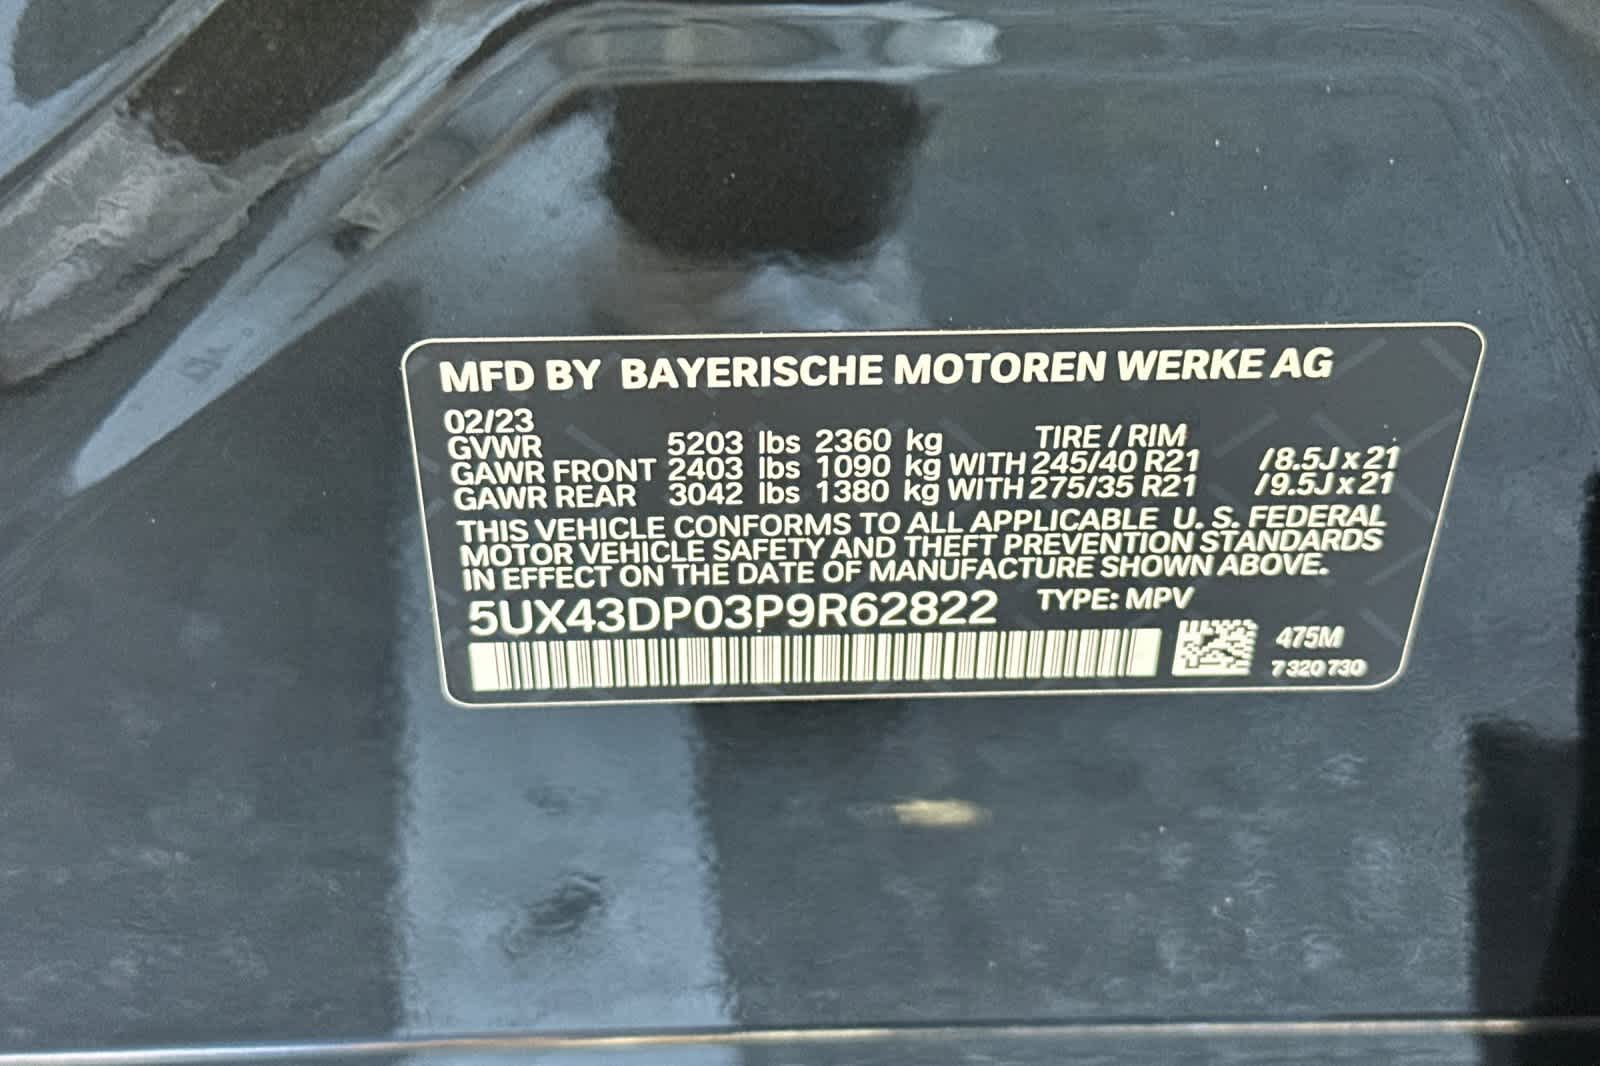 MFD BY BAYERISCHE MOTOREN WERKE AG
02/23
GVWR 5203 lbs 2360 kg TIRE / RIM
GAWR FRONT 2403 lbs 1090 kg WITH 245/40 R21 /8.5J x 21
GAWR REAR 3042 lbs 1380 kg WITH 275/35 R21 /9.5J x 21
THIS VEHICLE CONFORMS TO ALL APPLICABLE U. S. FEDERAL
MOTOR VEHICLE SAFETY AND THEFT PREVENTION STANDARDS
IN EFFECT ON THE DATE OF MANUFACTURE SHOWN ABOVE.
5UX43DP03P9R62822 TYPE: MPV
475M
7 320 730